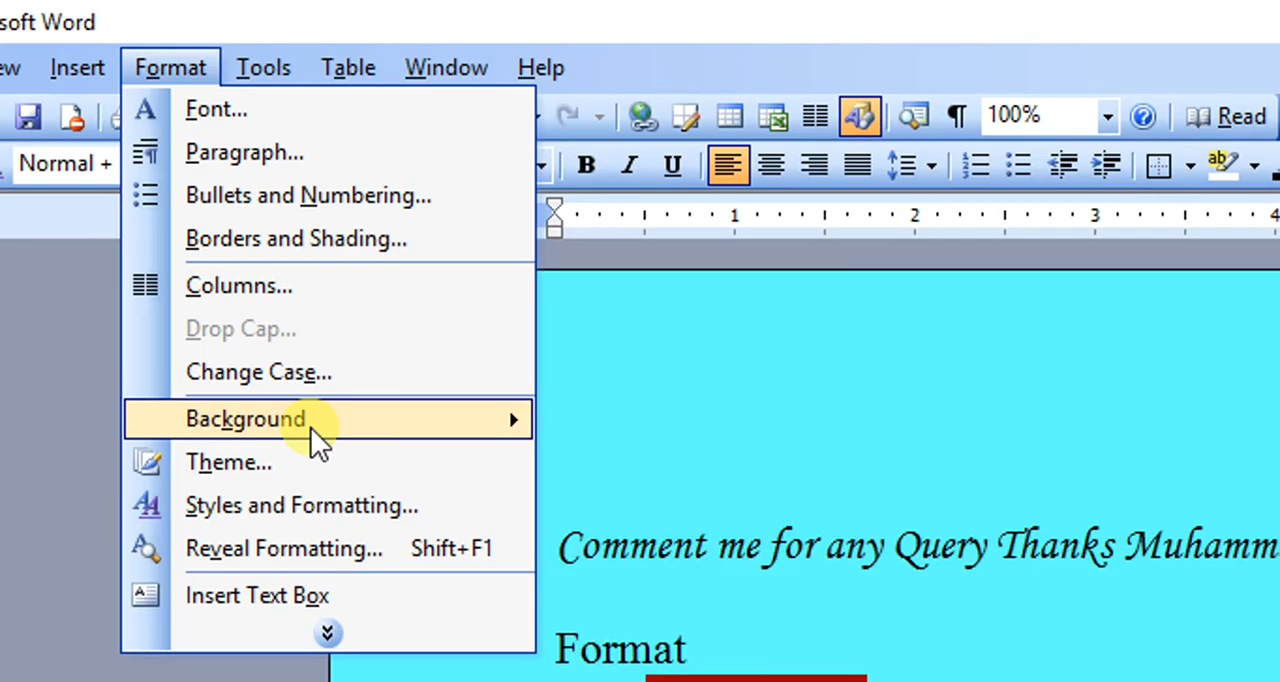 soft Word
ew Insert Format Tools Table Window Help
100% Read
Normal + B I U
1 2 3 4
Font...
Paragraph...
Bullets and Numbering...
Borders and Shading...
Columns...
Drop Cap...
Change Case...
Background
Theme...
Styles and Formatting...
Reveal Formatting... Shift+F1
Insert Text Box
Comment me for any Query Thanks Muhamm
Format